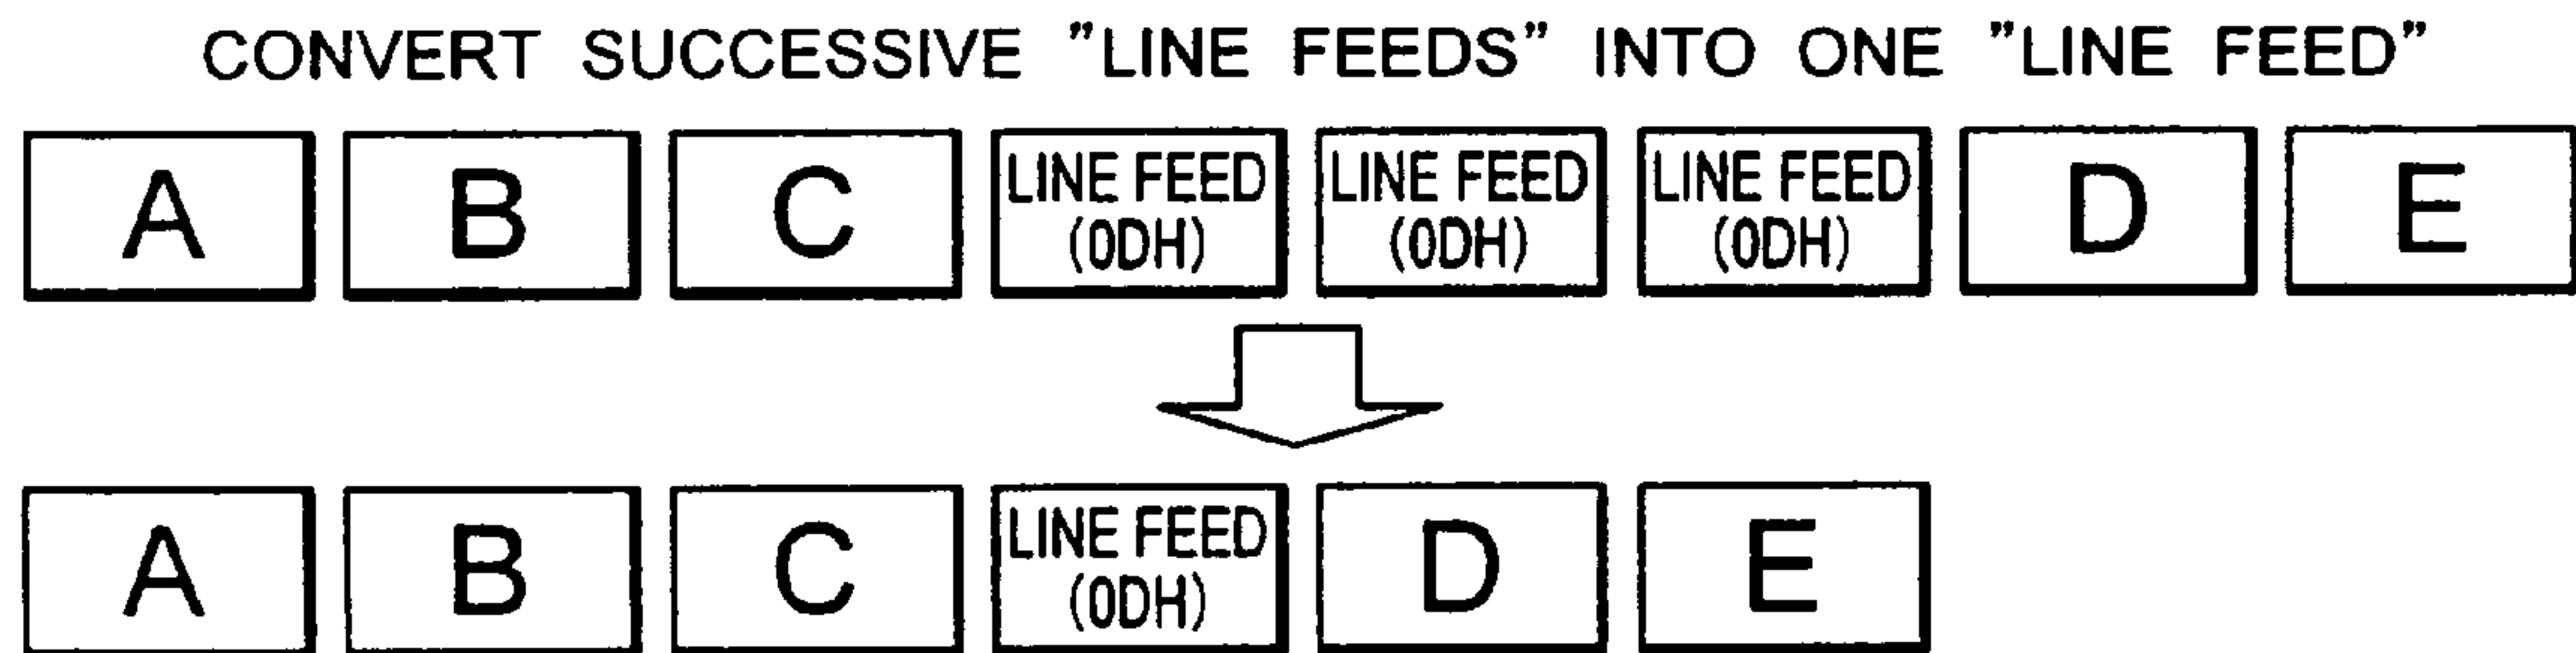 CONVERT SUCCESSIVE "LINE FEEDS" INTO ONE "LINE FEED"
A B C LINE FEED (0DH) LINE FEED (0DH) LINE FEED (0DH) D E
A B C LINE FEED (0DH) D E